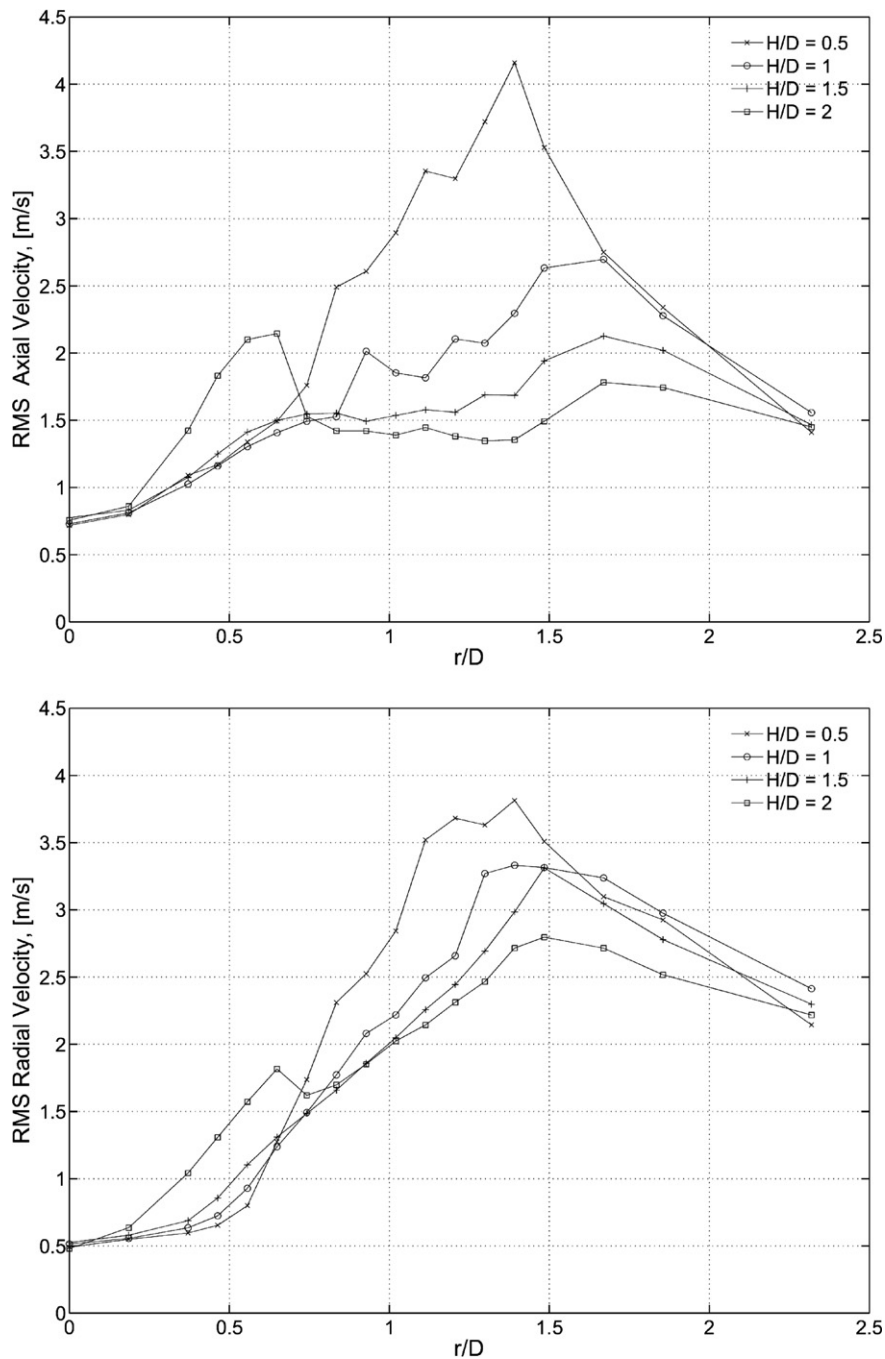 4.5
4
3.5
3
2.5
2
1.5
1
0.5
0
RMS Axial Velocity, [m/s]
H/D = 0.5
H/D = 1
H/D = 1.5
H/D = 2
0 0.5 1 1.5 2 2.5
r/D
4.5
4
3.5
3
2.5
2
1.5
1
0.5
0
RMS Radial Velocity, [m/s]
H/D = 0.5
H/D = 1
H/D = 1.5
H/D = 2
0 0.5 1 1.5 2 2.5
r/D